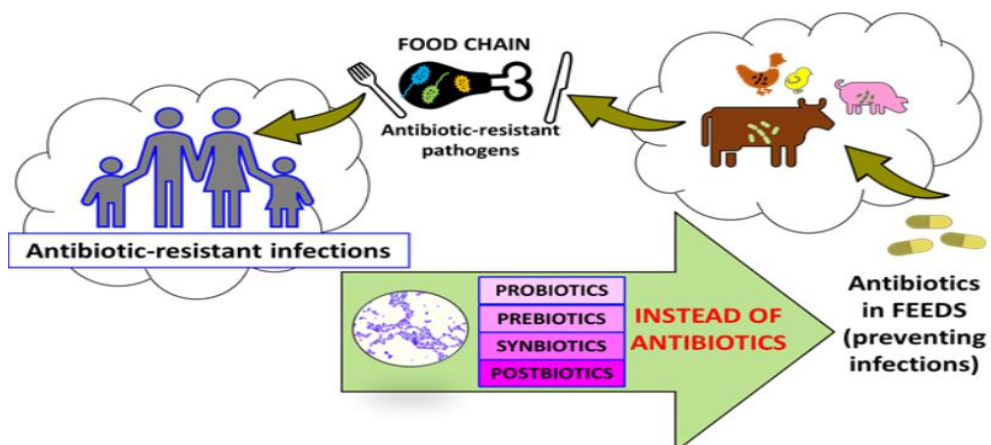 FOOD CHAIN
Antibiotic-resistant
pathogens
Antibiotic-resistant infections
PROBIOTICS
PREBIOTICS
SYNBIOTICS
POSTBIOTICS
INSTEAD OF
ANTIBIOTICS
Antibiotics
in FEEDS
(preventing
infections)